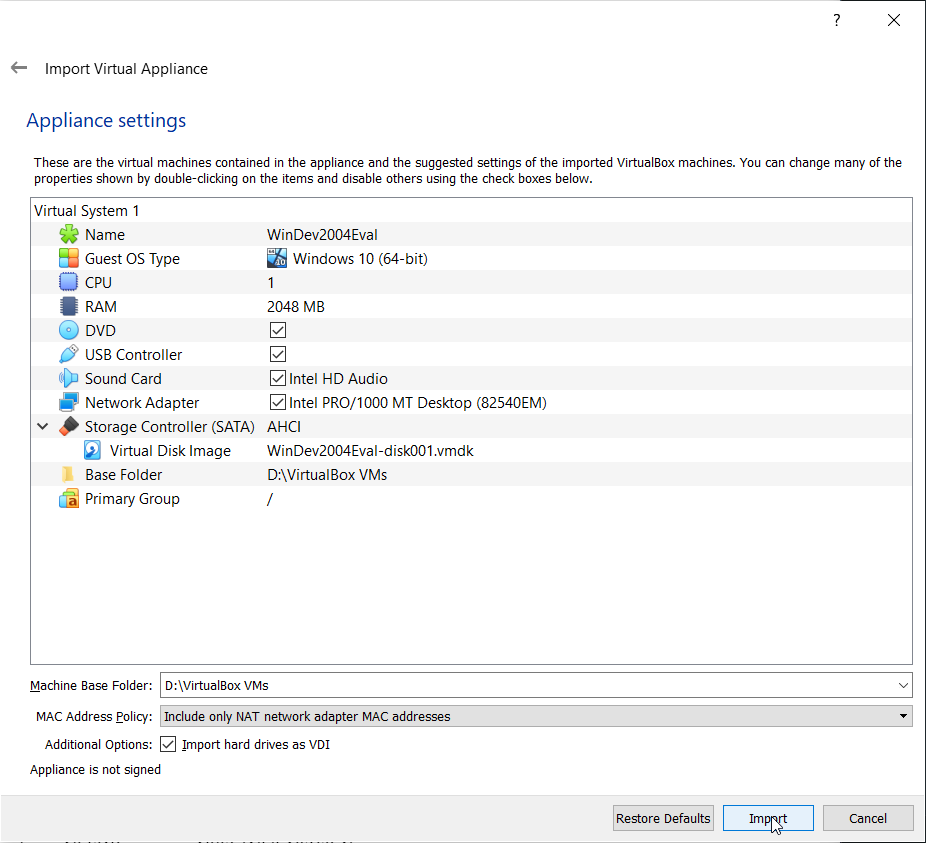 ?
Import Virtual Appliance
Appliance settings
These are the virtual machines contained in the appliance and the suggested settings of the imported VirtualBox machines. You can change many of the
properties shown by double-clicking on the items and disable others using the check boxes below.
Virtual System 1
Name WinDev2004Eval
Guest OS Type Windows 10 (64-bit)
CPU 1
RAM 2048 MB
DVD
USB Controller
Sound Card Intel HD Audio
Network Adapter Intel PRO/1000 MT Desktop (82540EM)
Storage Controller (SATA) AHCI
Virtual Disk Image WinDev2004Eval-disk001.vmdk
Base Folder D:\VirtualBox VMs
Primary Group /
Machine Base Folder: D:\VirtualBox VMs
MAC Address Policy: Include only NAT network adapter MAC addresses
Additional Options: Import hard drives as VDI
Appliance is not signed
Restore Defaults Import Cancel